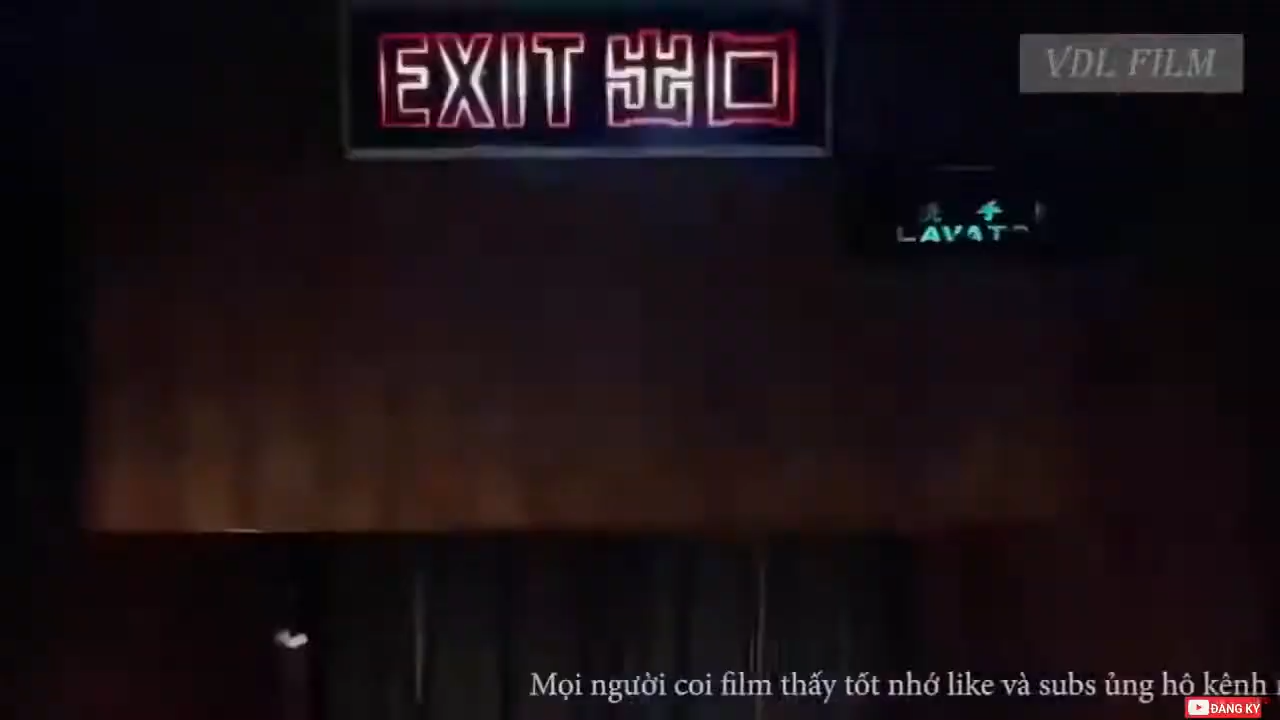 EXIT 出口
VDL FILM
Mọi người coi film thấy tốt nhớ like và subs ủng hộ kênh
ĐĂNG KÝ